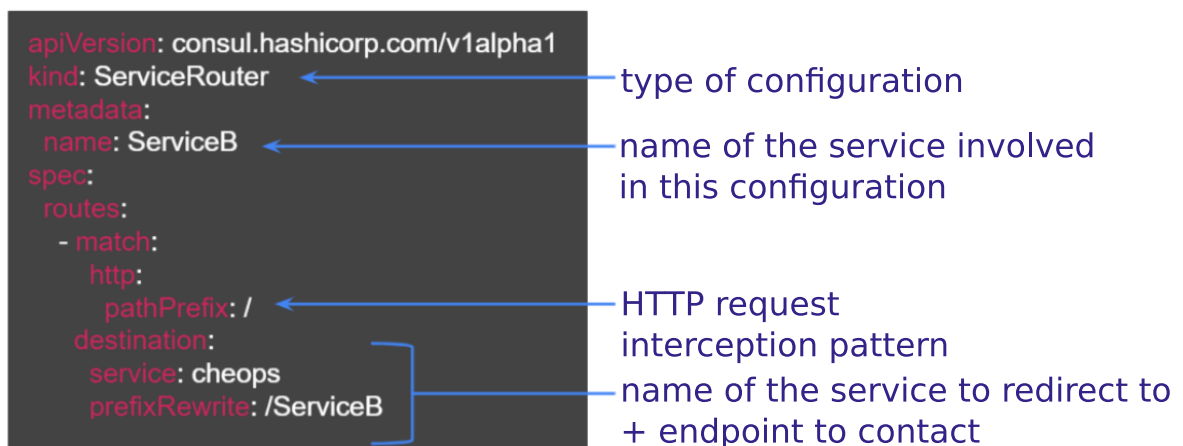 apiVersion: consul.hashicorp.com/v1alpha1
kind: ServiceRouter
type of configuration
metadata:
name: ServiceB
name of the service involved
in this configuration
spec:
routes:
- match:
http:
pathPrefix: /
HTTP request
interception pattern
destination:
service: cheops
prefixRewrite: /ServiceB
name of the service to redirect to
+ endpoint to contact